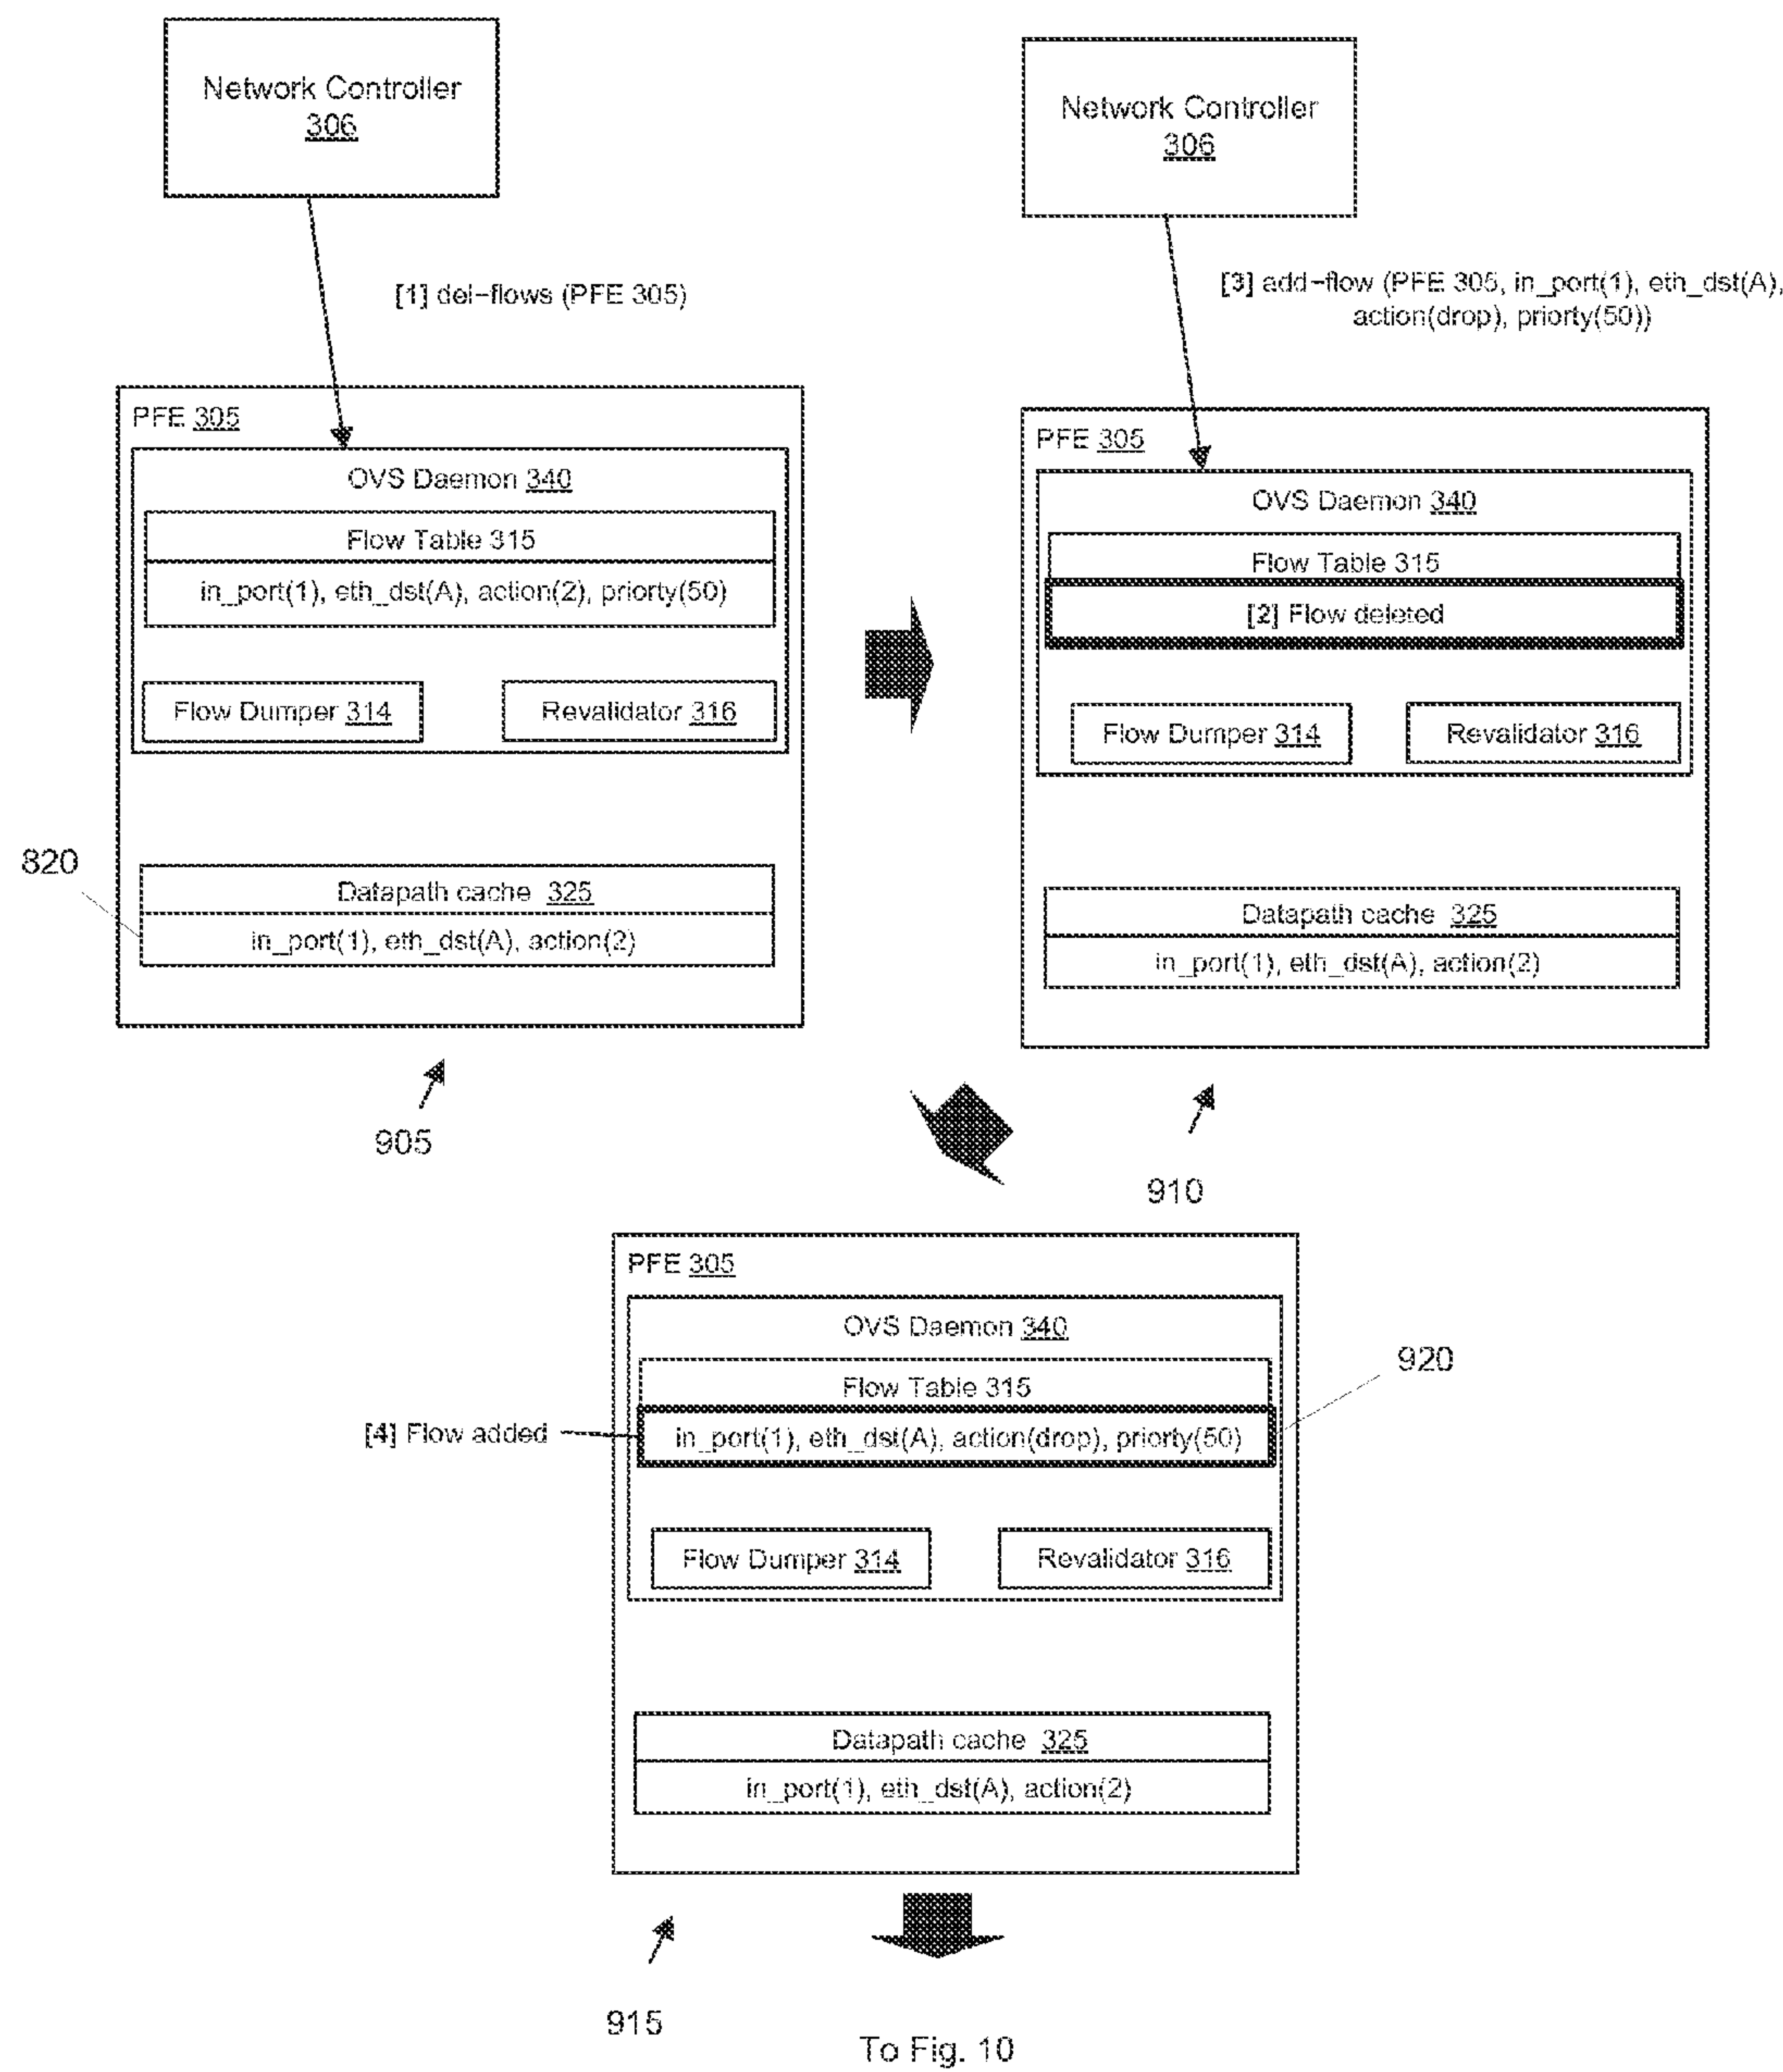 Network Controller
306
[1] del-flows (PFE 305)
PFE 305
OVS Daemon 340
Flow Table 315
in_port(1), eth_dst(A), action(2), priorty(50)
Flow Dumper 314
Revalidator 316
820
Datapath cache 325
in_port(1), eth_dst(A), action(2)
905
Network Controller
306
[3] add-flow (PFE 305, in_port(1), eth_dst(A),
action(drop), priorty(50))
PFE 305
OVS Daemon 340
Flow Table 315
[2] Flow deleted
Flow Dumper 314
Revalidator 316
Datapath cache 325
in_port(1), eth_dst(A), action(2)
910
PFE 305
OVS Daemon 340
920
Flow Table 315
[4] Flow added
in_port(1), eth_dst(A), action(drop), priorty(50)
Flow Dumper 314
Revalidator 316
Datapath cache 325
in_port(1), eth_dst(A), action(2)
915
To Fig. 10